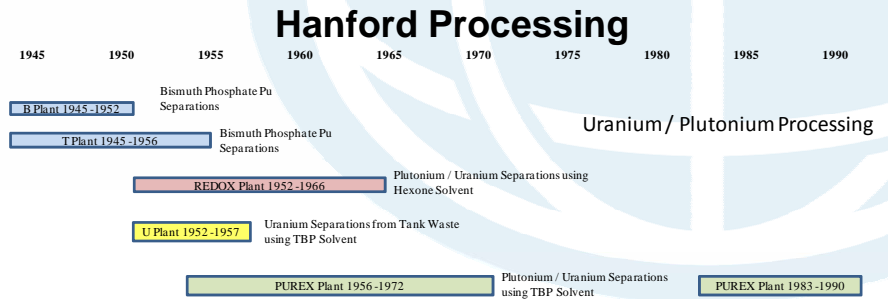 Hanford Processing
1945 1950 1955 1960 1965 1970 1975 1980 1985 1990
Bismuth Phosphate Pu
Separations
B Plant 1945 -1952
Uranium / Plutonium Processing
T Plant 1945 -1956
Bismuth Phosphate Pu
Separations
REDOX Plant 1952 -1966
Plutonium / Uranium Separations using
Hexone Solvent
U Plant 1952 -1957
Uranium Separations from Tank Waste
using TBP Solvent
PUREX Plant 1956 -1972
Plutonium / Uranium Separations
using TBP Solvent
PUREX Plant 1983 -1990